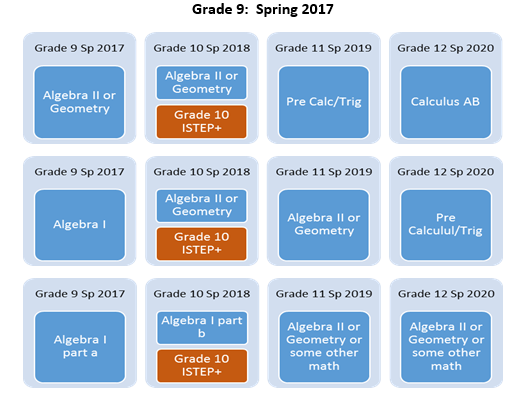 Grade 9:  Spring 2017
Grade 9 Sp 2017
Algebra II or
Geometry
Grade 10 Sp 2018
Algebra II or
Geometry
Grade 10
ISTEP+
Grade 11 Sp 2019
Pre Calc/Trig
Grade 12 Sp 2020
Calculus AB
Grade 9 Sp 2017
Algebra I
Grade 10 Sp 2018
Algebra II or
Geometry
Grade 10
ISTEP+
Grade 11 Sp 2019
Algebra II or
Geometry
Grade 12 Sp 2020
Pre
Calculul/Trig
Grade 9 Sp 2017
Algebra I
part a
Grade 10 Sp 2018
Algebra I part
b
Grade 10
ISTEP+
Grade 11 Sp 2019
Algebra II or
Geometry or
some other
math
Grade 12 Sp 2020
Algebra II or
Geometry or
some other
math